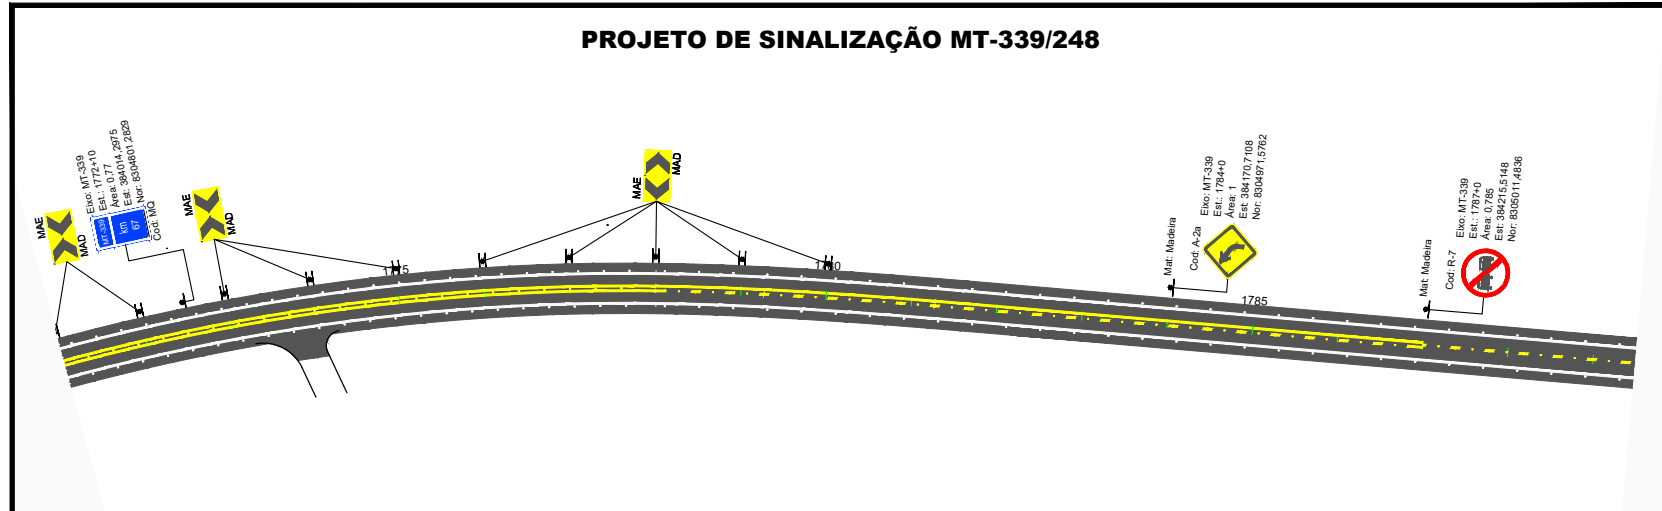 PROJETO DE SINALIZAÇÃO MT-339/248
MAE
MAD
Eixo: MT-339
Est.: 1772+10
Área: 0,77
Est: 384014,2975
Nor: 8304801,2829
Cod: MQ
MT-339
km
67
MAE
MAD
1775
MAE
MAD
1780
Mat: Madeira
Cod: A-2a
Eixo: MT-339
Est.: 1784+0
Área: 1
Est: 384170,7108
Nor: 8304971,5762
1785
Mat: Madeira
Cod: R-7
Eixo: MT-339
Est.: 1787+0
Área: 0,785
Est: 384215,5148
Nor: 8305011,4836